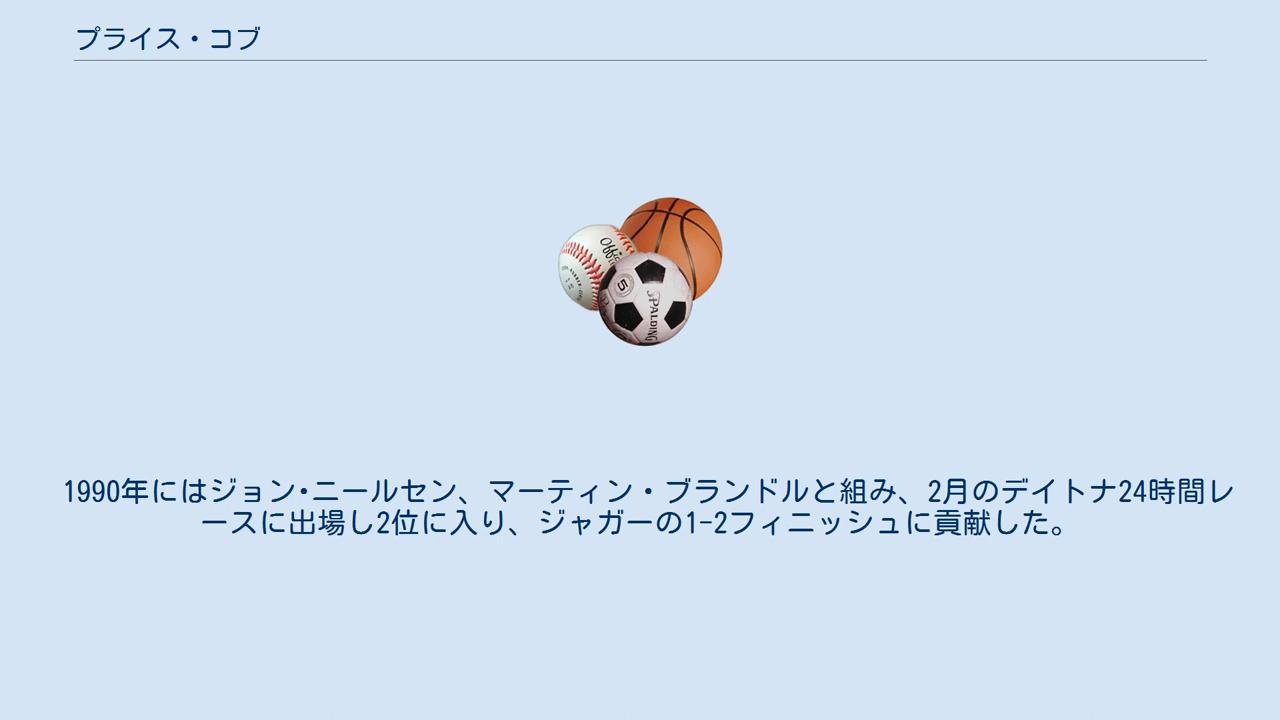 プライス・コブ
Offi
5
SPALDING
1990年にはジョン・ニールセン、マーティン・ブランドルと組み、2月のデイトナ24時間レ
ースに出場し2位に入り、ジャガーの1-2フィニッシュに貢献した。